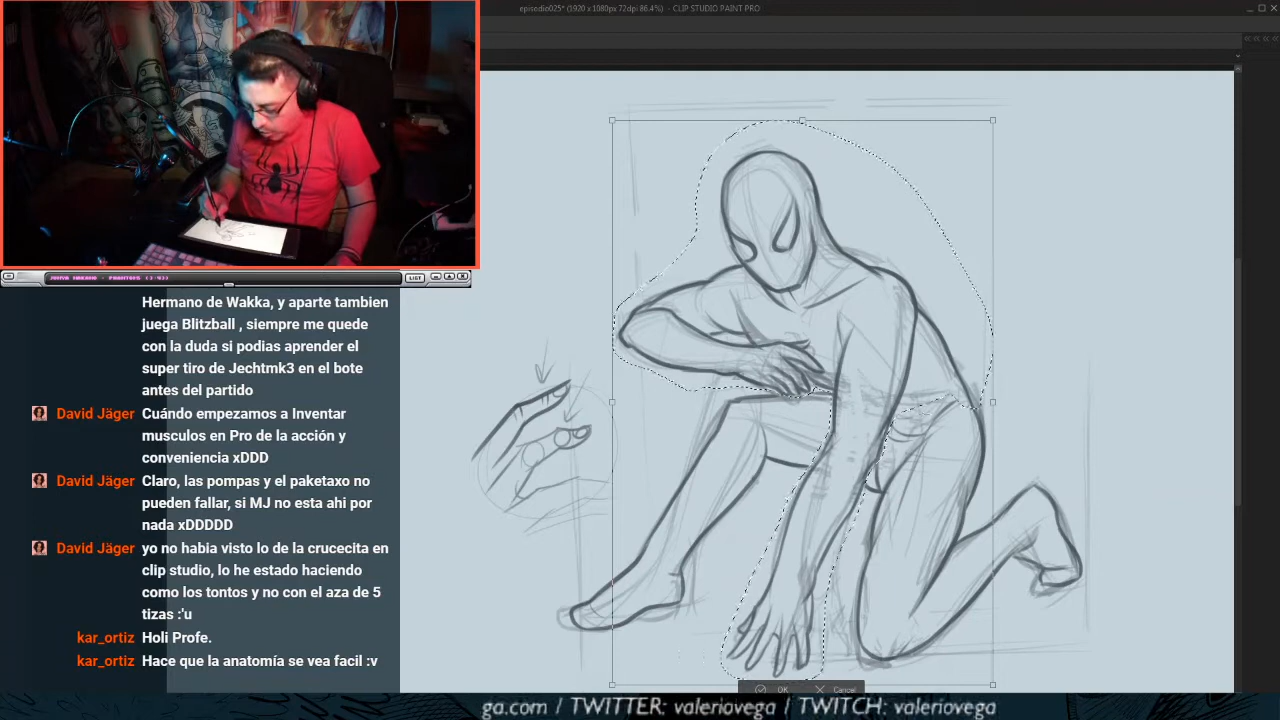 episodio025* (1920 x 1080px 72dpi 86.4%) - CLIP STUDIO PAINT PRO
LIST
Hermano de Wakka, y aparte tambien
juega Blitzball , siempre me quede
con la duda si podias aprender el
super tiro de Jechtmk3 en el bote
antes del partido
David Jäger Cuándo empezamos a Inventar
musculos en Pro de la acción y
conveniencia xDDD
David Jäger Claro, las pompas y el paketaxo no
pueden fallar, si MJ no esta ahi por
nada xDDDDD
David Jäger yo no habia visto lo de la crucecita en
clip studio, lo he estado haciendo
como los tontos y no con el aza de 5
tizas :'u
kar_ortiz Holi Profe.
kar_ortiz Hace que la anatomía se vea facil :v
OK Cancel
ga.com / TWITTER: valeriovega / TWITCH: valeriovega